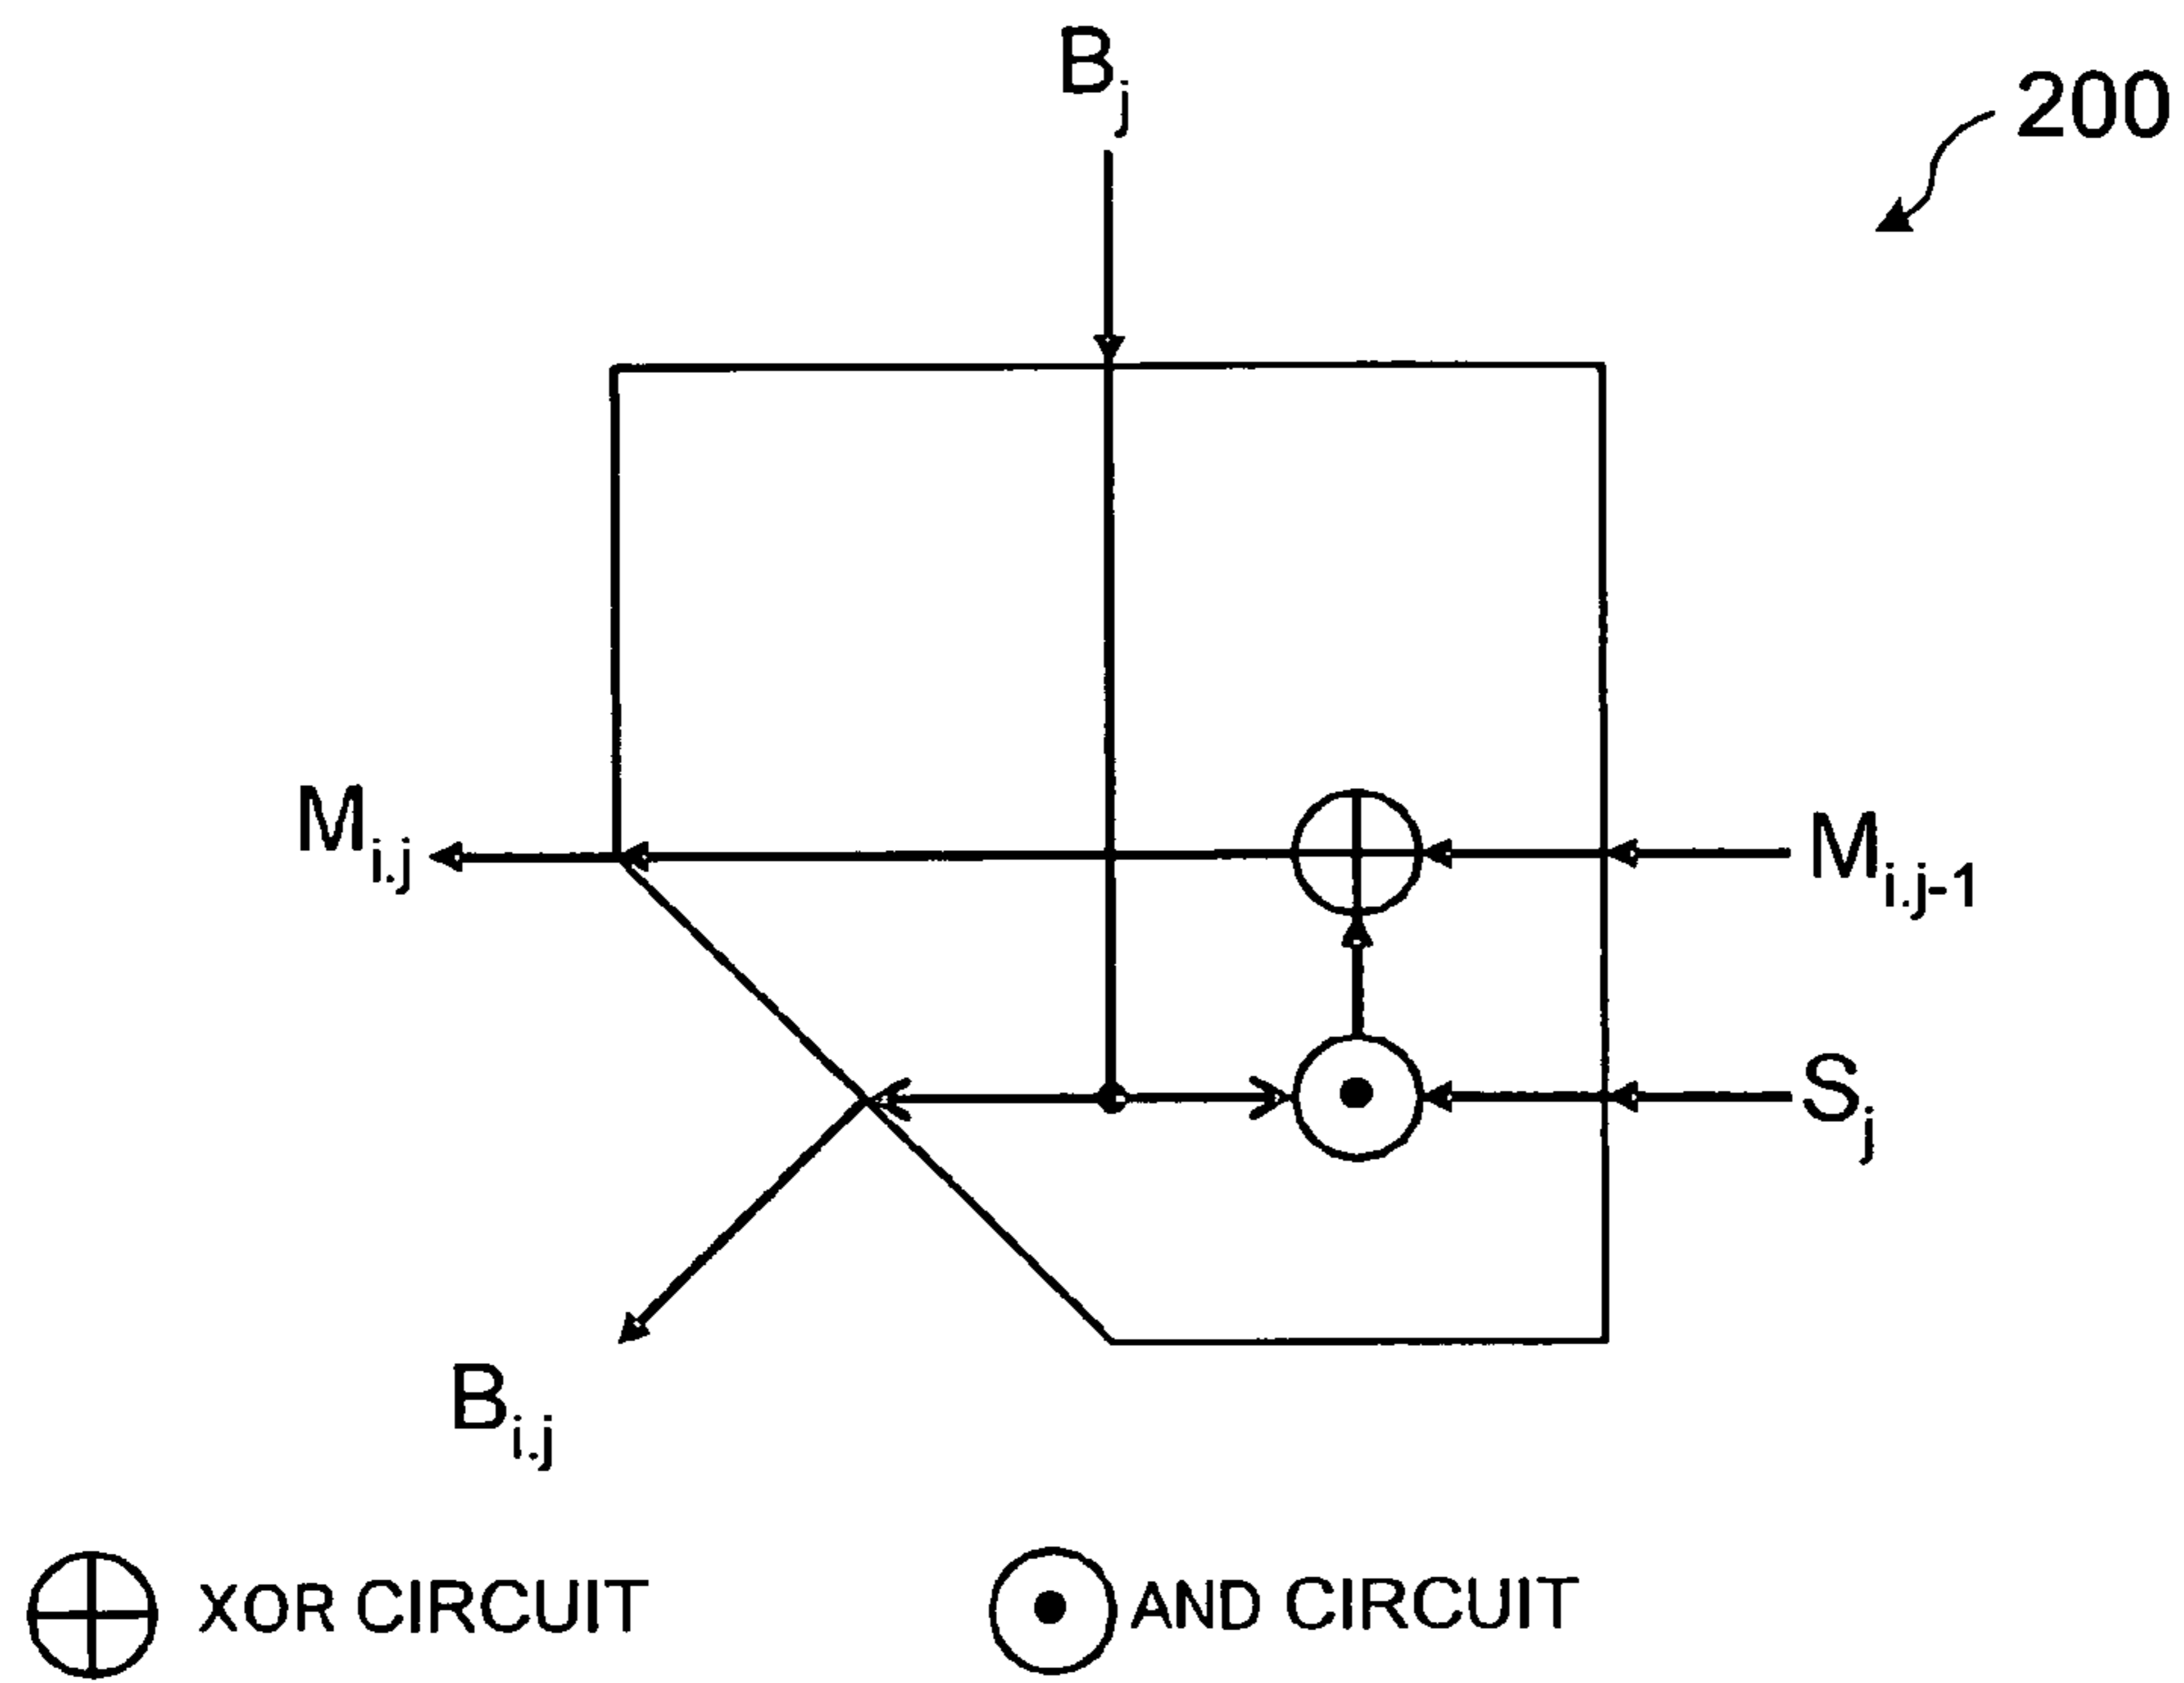 B_j
200
M_i.j
M_i.j-1
S_j
B_i.j
XOR CIRCUIT
AND CIRCUIT